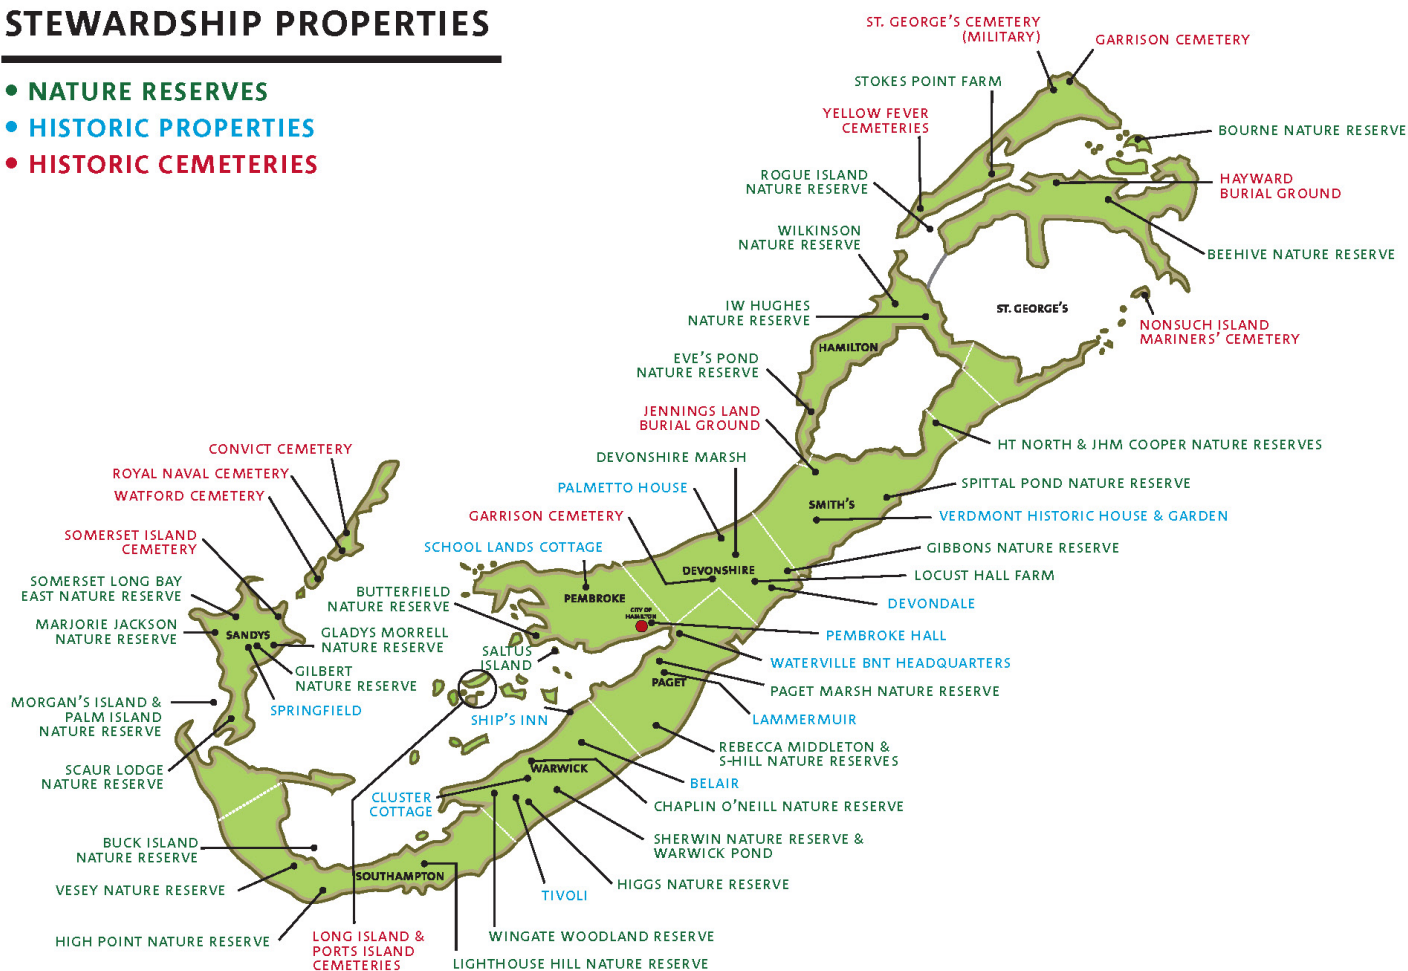 STEWARDSHIP PROPERTIES
• NATURE RESERVES
• HISTORIC PROPERTIES
• HISTORIC CEMETERIES
ST. GEORGE'S CEMETERY
(MILITARY)
GARRISON CEMETERY
STOKES POINT FARM
YELLOW FEVER
CEMETERIES
BOURNE NATURE RESERVE
ROGUE ISLAND
NATURE RESERVE
HAYWARD
BURIAL GROUND
WILKINSON
NATURE RESERVE
BEEHIVE NATURE RESERVE
IW HUGHES
NATURE RESERVE
ST. GEORGE'S
NONSUCH ISLAND
MARINERS' CEMETERY
HAMILTON
EVE'S POND
NATURE RESERVE
JENNINGS LAND
BURIAL GROUND
HT NORTH & JHM COOPER NATURE RESERVES
DEVONSHIRE MARSH
PALMETTO HOUSE
SPITTAL POND NATURE RESERVE
SMITH'S
GARRISON CEMETERY
VERDMONT HISTORIC HOUSE & GARDEN
SCHOOL LANDS COTTAGE
GIBBONS NATURE RESERVE
DEVONSHIRE
LOCUST HALL FARM
CONVICT CEMETERY
ROYAL NAVAL CEMETERY
WATFORD CEMETERY
SOMERSET ISLAND
CEMETERY
SOMERSET LONG BAY
EAST NATURE RESERVE
BUTTERFIELD
NATURE RESERVE
PEMBROKE
CITY OF
HAMILTON
DEVONDALE
MARJORIE JACKSON
NATURE RESERVE
SANDYS
GLADYS MORRELL
NATURE RESERVE
PEMBROKE HALL
SALTUS
ISLAND
WATERVILLE BNT HEADQUARTERS
GILBERT
NATURE RESERVE
PAGET
PAGET MARSH NATURE RESERVE
MORGAN'S ISLAND &
PALM ISLAND
NATURE RESERVE
SPRINGFIELD
SHIP'S INN
LAMMERMUIR
REBECCA MIDDLETON &
S-HILL NATURE RESERVES
SCAUR LODGE
NATURE RESERVE
WARWICK
BELAIR
CLUSTER
COTTAGE
CHAPLIN O'NEILL NATURE RESERVE
BUCK ISLAND
NATURE RESERVE
SHERWIN NATURE RESERVE &
WARWICK POND
SOUTHAMPTON
VESEY NATURE RESERVE
TIVOLI
HIGGS NATURE RESERVE
HIGH POINT NATURE RESERVE
LONG ISLAND &
PORTS ISLAND
CEMETERIES
WINGATE WOODLAND RESERVE
LIGHTHOUSE HILL NATURE RESERVE